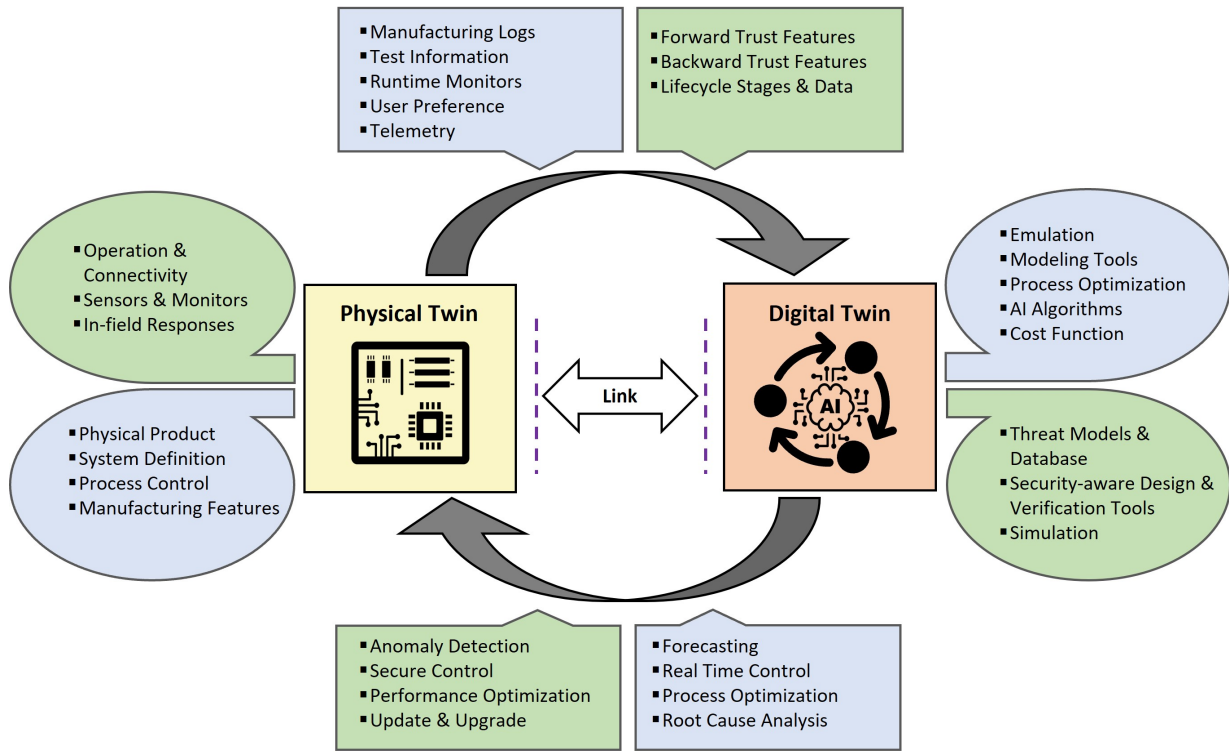 ▪Manufacturing Logs
▪Test Information
▪Runtime Monitors
▪User Preference
▪Telemetry
▪Forward Trust Features
▪Backward Trust Features
▪Lifecycle Stages & Data
▪Operation &
Connectivity
▪Sensors & Monitors
▪In-field Responses
▪Physical Product
▪System Definition
▪Process Control
▪Manufacturing Features
Physical Twin
Link
Digital Twin
AI
▪Emulation
▪Modeling Tools
▪Process Optimization
▪AI Algorithms
▪Cost Function
▪Threat Models &
Database
▪Security-aware Design &
Verification Tools
▪Simulation
▪Anomaly Detection
▪Secure Control
▪Performance Optimization
▪Update & Upgrade
▪Forecasting
▪Real Time Control
▪Process Optimization
▪Root Cause Analysis